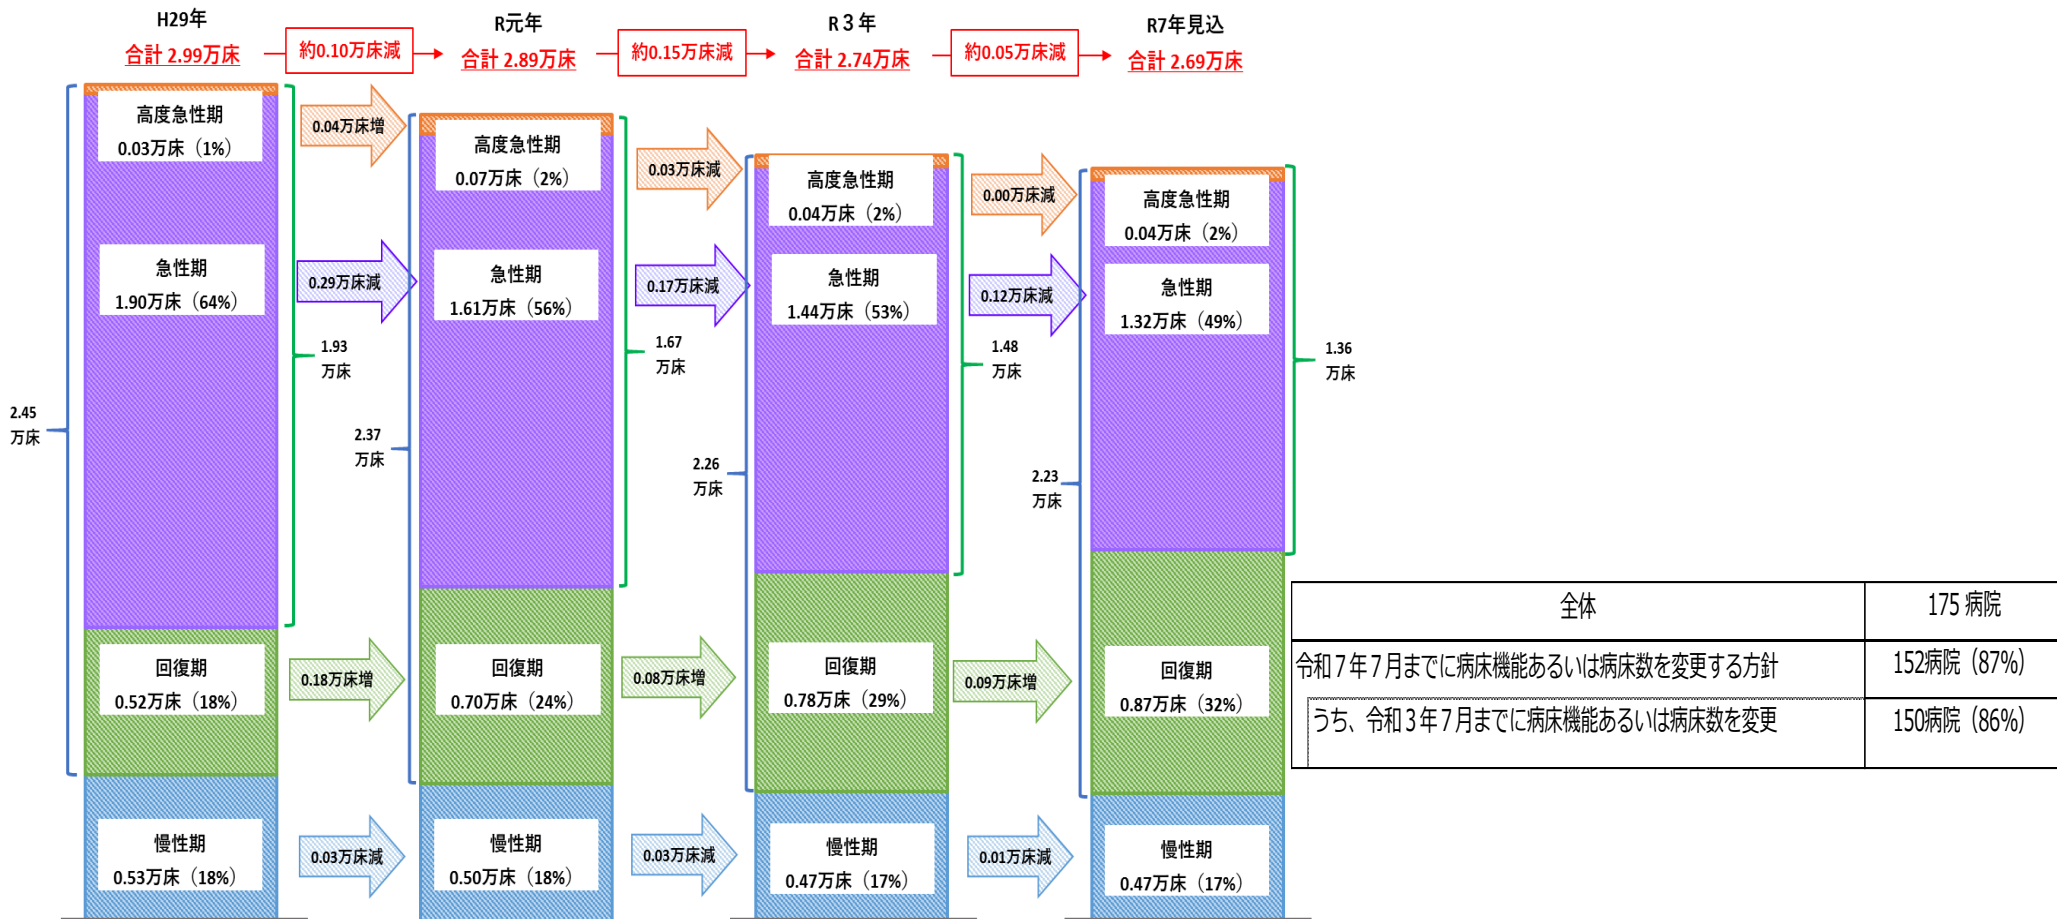 H29年
合計 2.99万床
約0.10万床減
R元年
合計 2.89万床
約0.15万床減
R３年
合計 2.74万床
約0.05万床減
R7年見込
合計 2.69万床
高度急性期
0.03万床（1%）
0.04万床増
高度急性期
0.07万床（2%）
0.03万床減
高度急性期
0.04万床（2%）
0.00万床減
高度急性期
0.04万床（2%）
急性期
1.90万床（64%）
0.29万床減
急性期
1.61万床（56%）
0.17万床減
急性期
1.44万床（53%）
0.12万床減
急性期
1.32万床（49%）
1.93
万床
1.67
万床
1.48
万床
1.36
万床
2.45
万床
2.37
万床
2.26
万床
2.23
万床
回復期
0.52万床（18%）
0.18万床増
回復期
0.70万床（24%）
0.08万床増
回復期
0.78万床（29%）
0.09万床増
回復期
0.87万床（32%）
慢性期
0.53万床（18%）
0.03万床減
慢性期
0.50万床（18%）
0.03万床減
慢性期
0.47万床（17%）
0.01万床減
慢性期
0.47万床（17%）
全体 175 病院
令和７年７月までに病床機能あるいは病床数を変更する方針 152病院（87%）
うち、令和３年７月までに病床機能あるいは病床数を変更 150病院（86%）